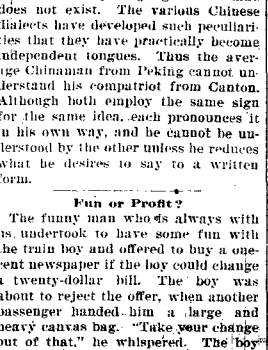 does not exist. The various Chinese
dialects have developed such peculiari-
ties that they have practically become
independent tongues. Thus the aver-
age Chinaman from Peking cannot un-
derstand his compatriot from Canton.
Although both employ the same sign
for the same idea, each pronounces it
in his own way, and he cannot be un-
derstood by the other unless he reduces
what he desires to say to a written
form.
Fun or Profit?
The funny man who is always with
us undertook to have some fun with
the train boy and offered to buy a one-
cent newspaper if the boy could change
a twenty-dollar bill. The boy was
about to reject the offer, when another
passenger handed him a large and
heavy canvas bag. "Take your change
out of that," he whispered. The boy